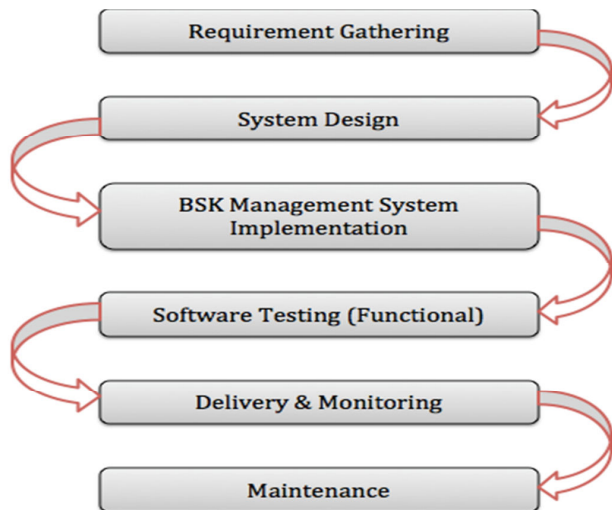 Requirement Gathering
System Design
BSK Management System
Implementation
Software Testing (Functional)
Delivery & Monitoring
Maintenance